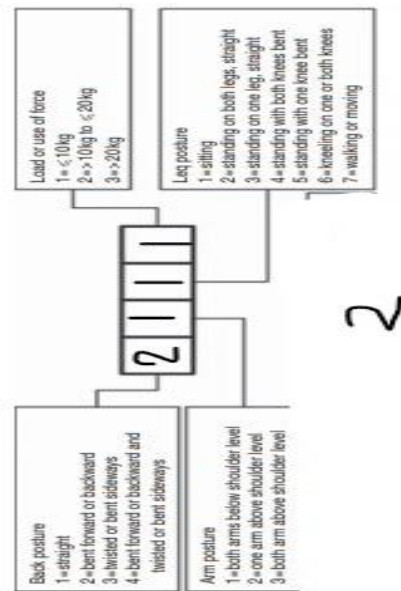 Back posture
1=straight
2=bent forward or backward
3=twisted or bent sideways
4=bent forward or backward and
twisted or bent sideways
Load or use of force
1= ⩽10kg
2=>10kg to ⩽20kg
3=>20kg
2 1 1 1
Arm posture
1=both arms below shoulder level
2=one arm above shoulder level
3=both arm above shoulder level
Leg posture
1=sitting
2=standing on both legs, straight
3=standing on one leg, straight
4=standing with both knees bent
5=standing with one knee bent
6=kneeling on one or both knees
7=walking or moving
2